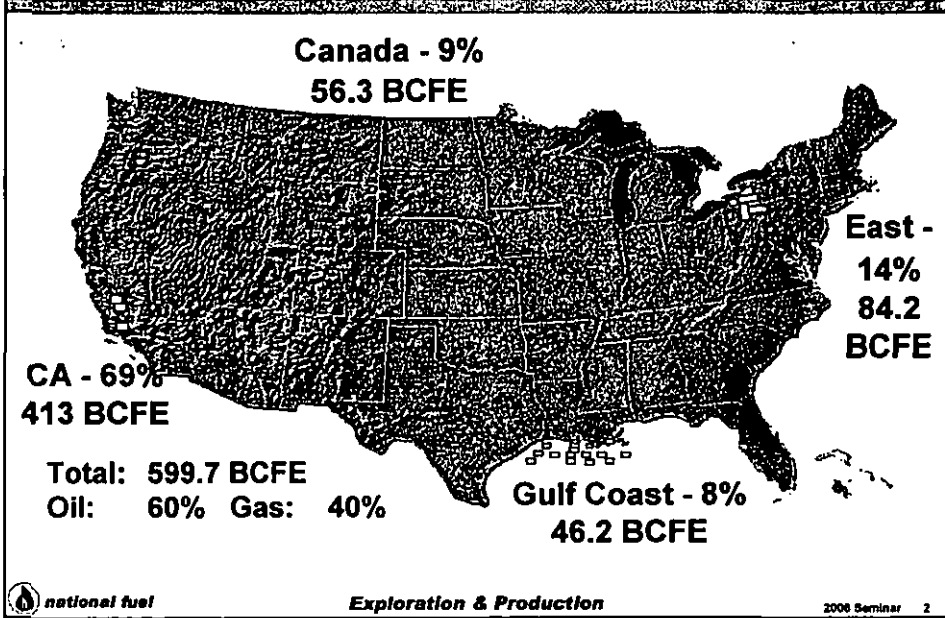 Canada - 9%
56.3 BCFE
East -
14%
84.2
BCFE
CA - 69%
413 BCFE
Total: 599.7 BCFE
Oil: 60% Gas: 40%
Gulf Coast - 8%
46.2 BCFE
national fuel
Exploration & Production
2006 Seminar 2